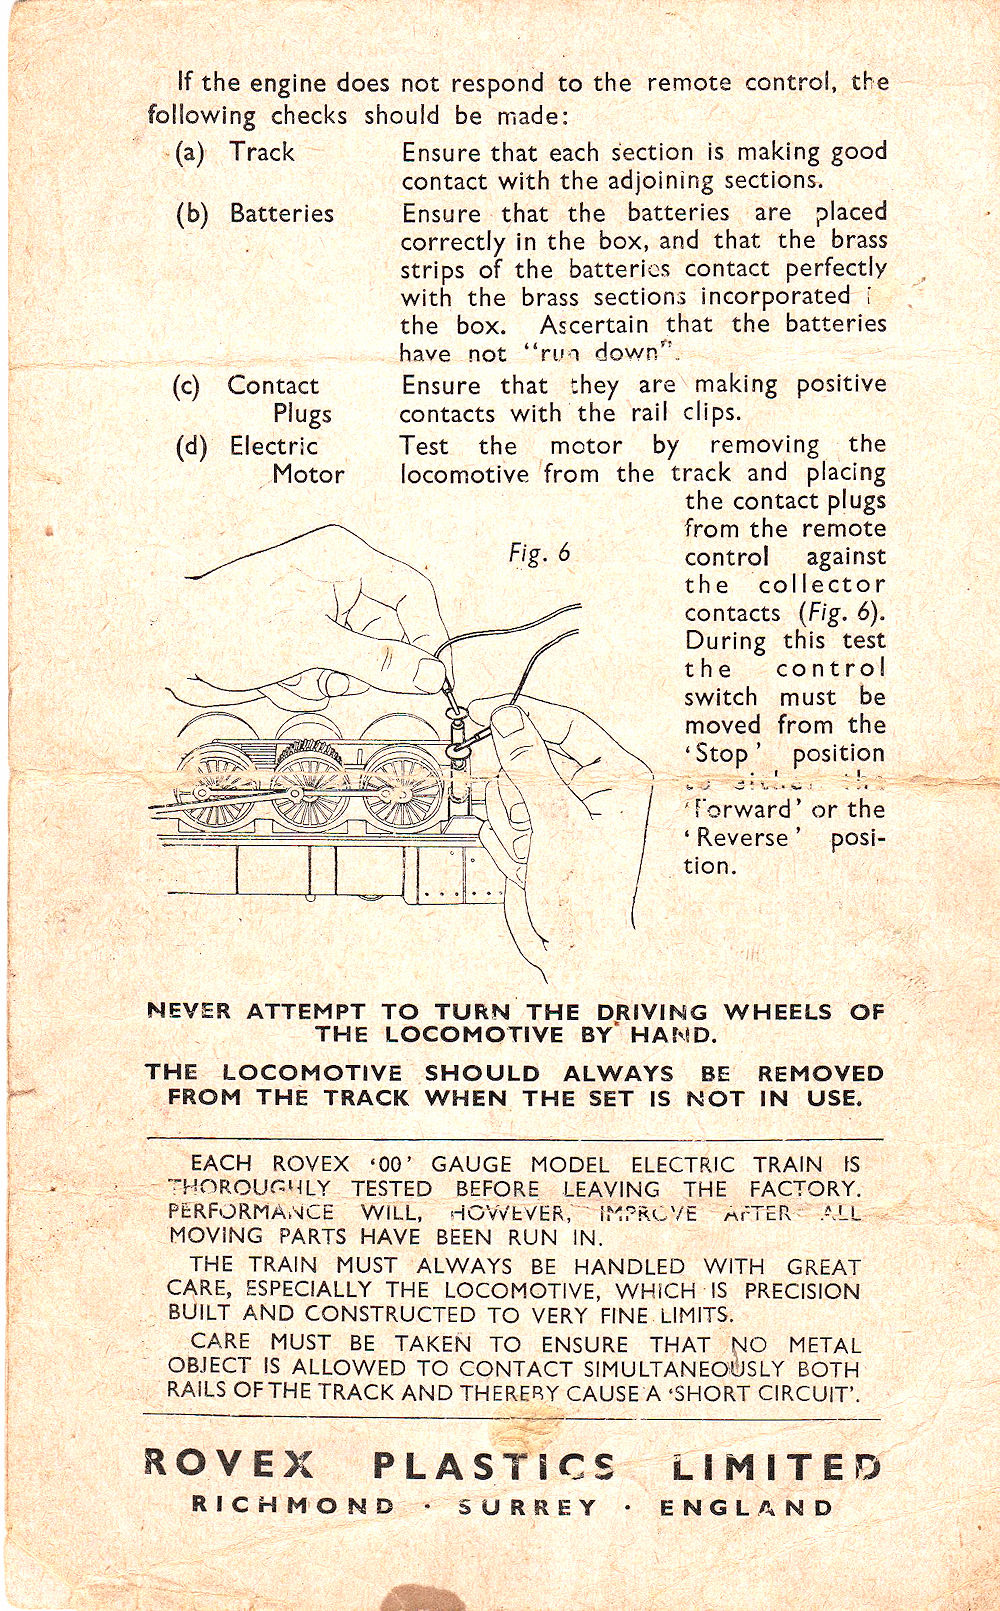 If the engine does not respond to the remote control, the
following checks should be made:
(a) Track Ensure that each section is making good
contact with the adjoining sections.
(b) Batteries Ensure that the batteries are placed
correctly in the box, and that the brass
strips of the batteries contact perfectly
with the brass sections incorporated
the box. Ascertain that the batteries
have not “run down”.
(c) Contact Ensure that they are making positive
Plugs contacts with the rail clips.
(d) Electric Test the motor by removing the
Motor locomotive from the track and placing
the contact plugs
from the remote
Fig. 6
control against
the collector
contacts (Fig. 6).
During this test
the control
switch must be
moved from the
‘Stop’ position
to either the
‘Forward’ or the
‘Reverse’ posi-
tion.
NEVER ATTEMPT TO TURN THE DRIVING WHEELS OF
THE LOCOMOTIVE BY HAND.
THE LOCOMOTIVE SHOULD ALWAYS BE REMOVED
FROM THE TRACK WHEN THE SET IS NOT IN USE.
EACH ROVEX ‘00’ GAUGE MODEL ELECTRIC TRAIN IS
THOROUGHLY TESTED BEFORE LEAVING THE FACTORY.
PERFORMANCE WILL, HOWEVER, IMPROVE AFTER ALL
MOVING PARTS HAVE BEEN RUN IN.
THE TRAIN MUST ALWAYS BE HANDLED WITH GREAT
CARE, ESPECIALLY THE LOCOMOTIVE, WHICH IS PRECISION
BUILT AND CONSTRUCTED TO VERY FINE LIMITS.
CARE MUST BE TAKEN TO ENSURE THAT NO METAL
OBJECT IS ALLOWED TO CONTACT SIMULTANEOUSLY BOTH
RAILS OF THE TRACK AND THEREBY CAUSE A ‘SHORT CIRCUIT’.
ROVEX PLASTICS LIMITED
RICHMOND · SURREY · ENGLAND